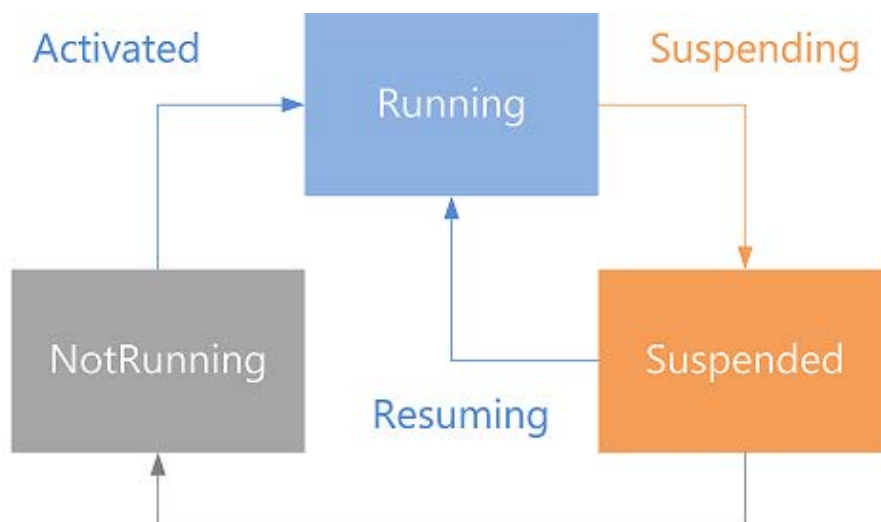 Activated
Suspending
Running
NotRunning
Suspended
Resuming